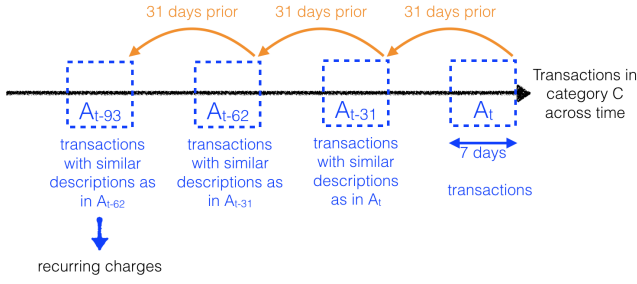 31 days prior 31 days prior 31 days prior
Transactions in
category C
across time
At-93 At-62 At-31 At
transactions
with similar
descriptions as
in At-62
transactions
with similar
descriptions as
in At-31
transactions
with similar
descriptions
as in At
7 days
transactions
recurring charges